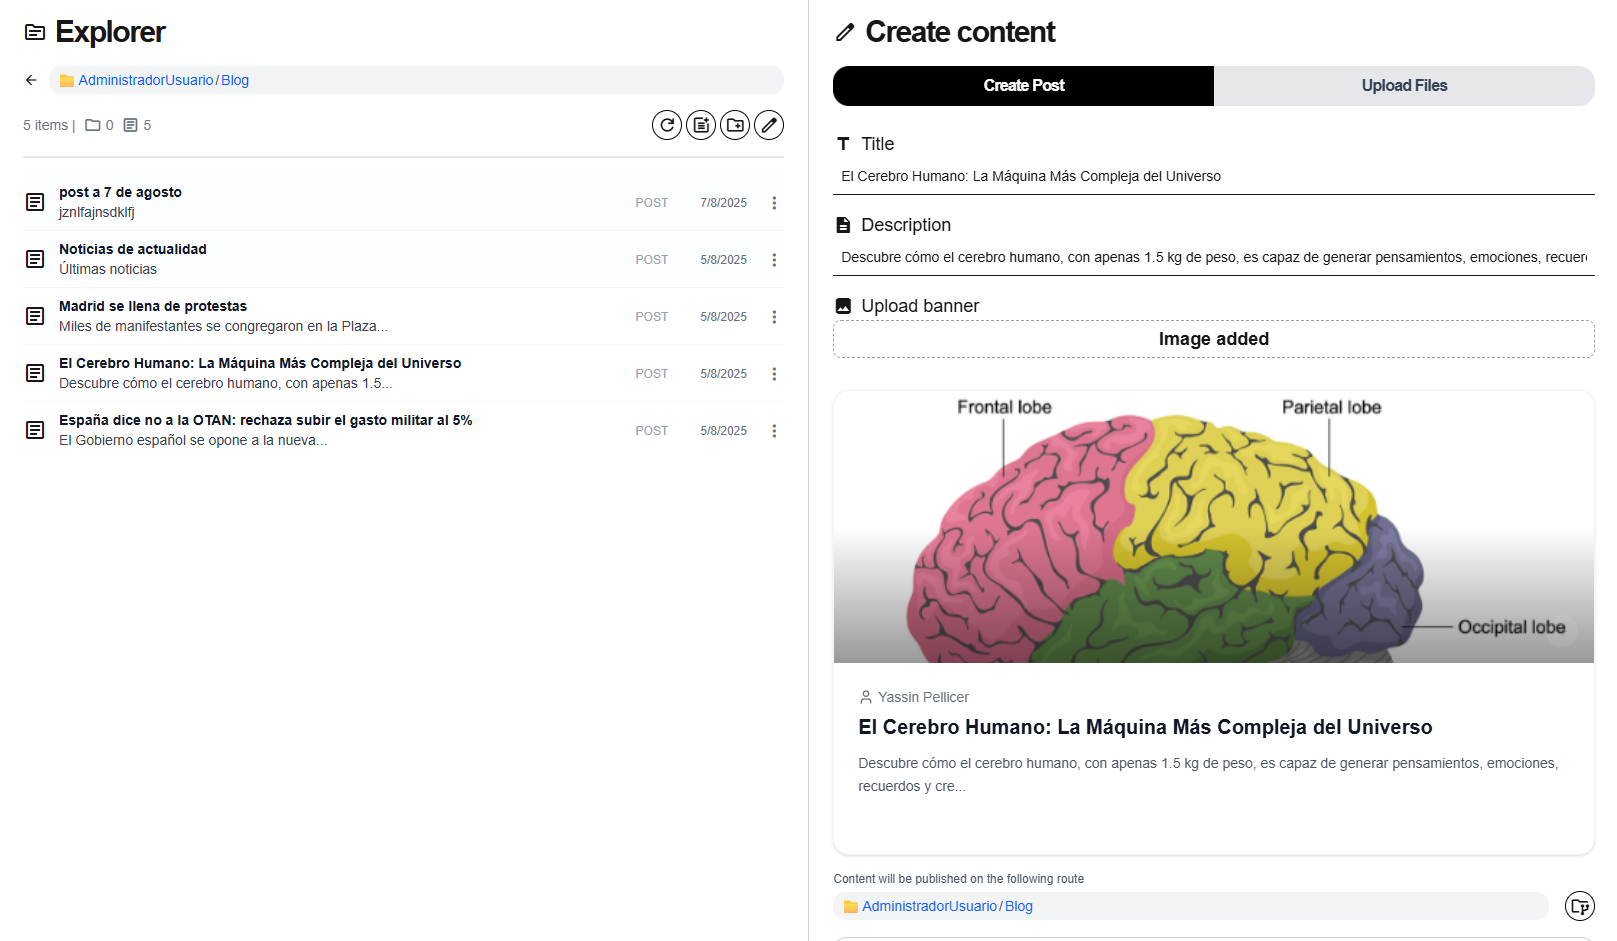 Explorer
AdministradorUsuario/Blog
5 items | 0 5
post a 7 de agosto
jznlfajnsdklfj
POST 7/8/2025
Noticias de actualidad
Últimas noticias
POST 5/8/2025
Madrid se llena de protestas
Miles de manifestantes se congregaron en la Plaza...
POST 5/8/2025
El Cerebro Humano: La Máquina Más Compleja del Universo
Descubre cómo el cerebro humano, con apenas 1.5...
POST 5/8/2025
España dice no a la OTAN: rechaza subir el gasto militar al 5%
El Gobierno español se opone a la nueva...
POST 5/8/2025
Create content
Create Post Upload Files
Title
El Cerebro Humano: La Máquina Más Compleja del Universo
Description
Descubre cómo el cerebro humano, con apenas 1.5 kg de peso, es capaz de generar pensamientos, emociones, recuer
Upload banner
Image added
Frontal lobe Parietal lobe
Occipital lobe
Yassin Pellicer
El Cerebro Humano: La Máquina Más Compleja del Universo
Descubre cómo el cerebro humano, con apenas 1.5 kg de peso, es capaz de generar pensamientos, emociones,
recuerdos y cre...
Content will be published on the following route
AdministradorUsuario/Blog